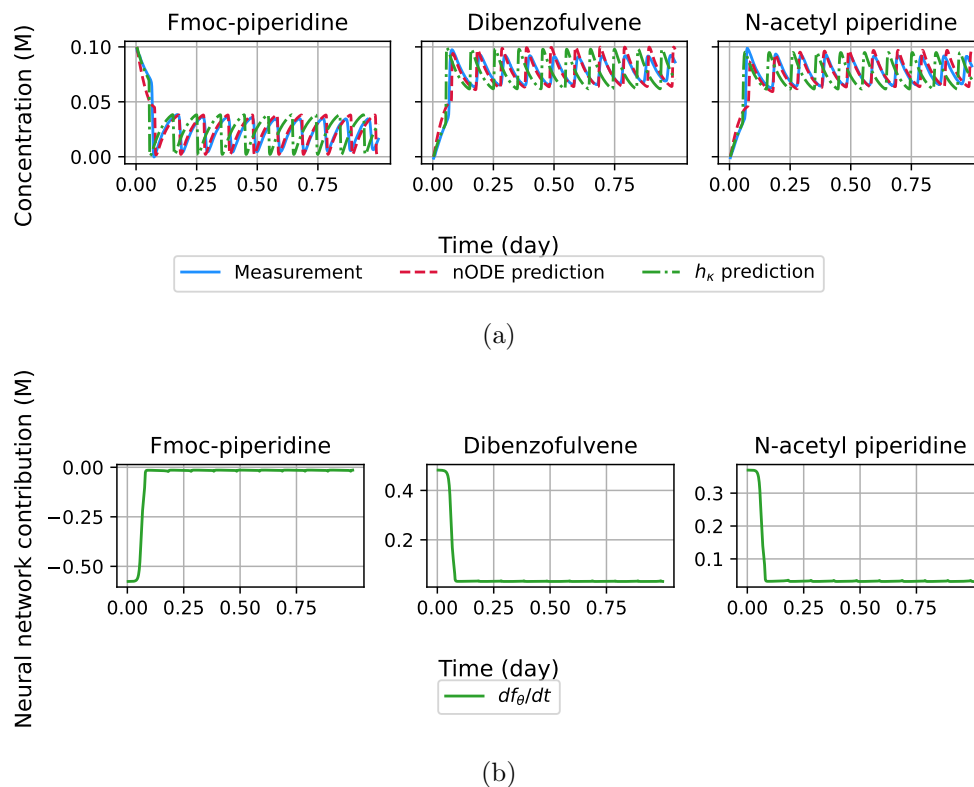 Fmoc-piperidine Dibenzofulvene N-acetyl piperidine
Concentration (M)
0.10
0.05
0.00
0.00 0.25 0.50 0.75 0.00 0.25 0.50 0.75 0.00 0.25 0.50 0.75
Time (day)
Measurement nODE prediction hκ prediction
(a)
Neural network contribution (M)
Fmoc-piperidine Dibenzofulvene N-acetyl piperidine
0.00
−0.25
−0.50
0.4
0.2
0.3
0.2
0.1
0.00 0.25 0.50 0.75 0.00 0.25 0.50 0.75 0.00 0.25 0.50 0.75
Time (day)
dfθ/dt
(b)